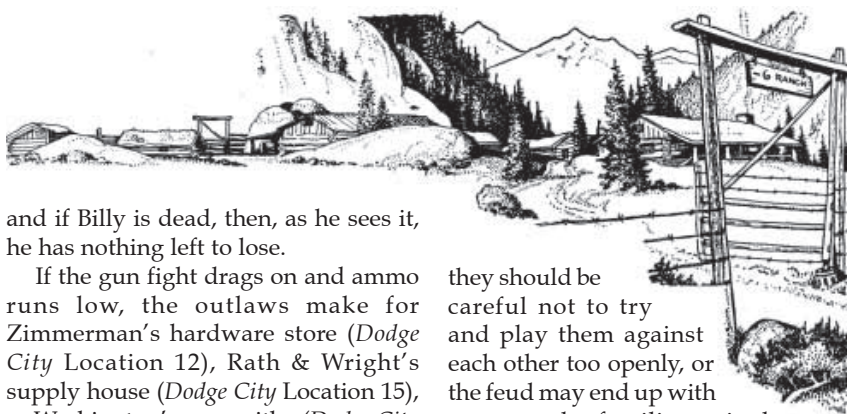 -G RANCH
and if Billy is dead, then, as he sees it,
he has nothing left to lose.
If the gun fight drags on and ammo
runs low, the outlaws make for
Zimmerman's hardware store (Dodge
City Location 12), Rath & Wright's
supply house (Dodge City Location 15),
they should be
careful not to try
and play them against
each other too openly, or
the feud may end up with